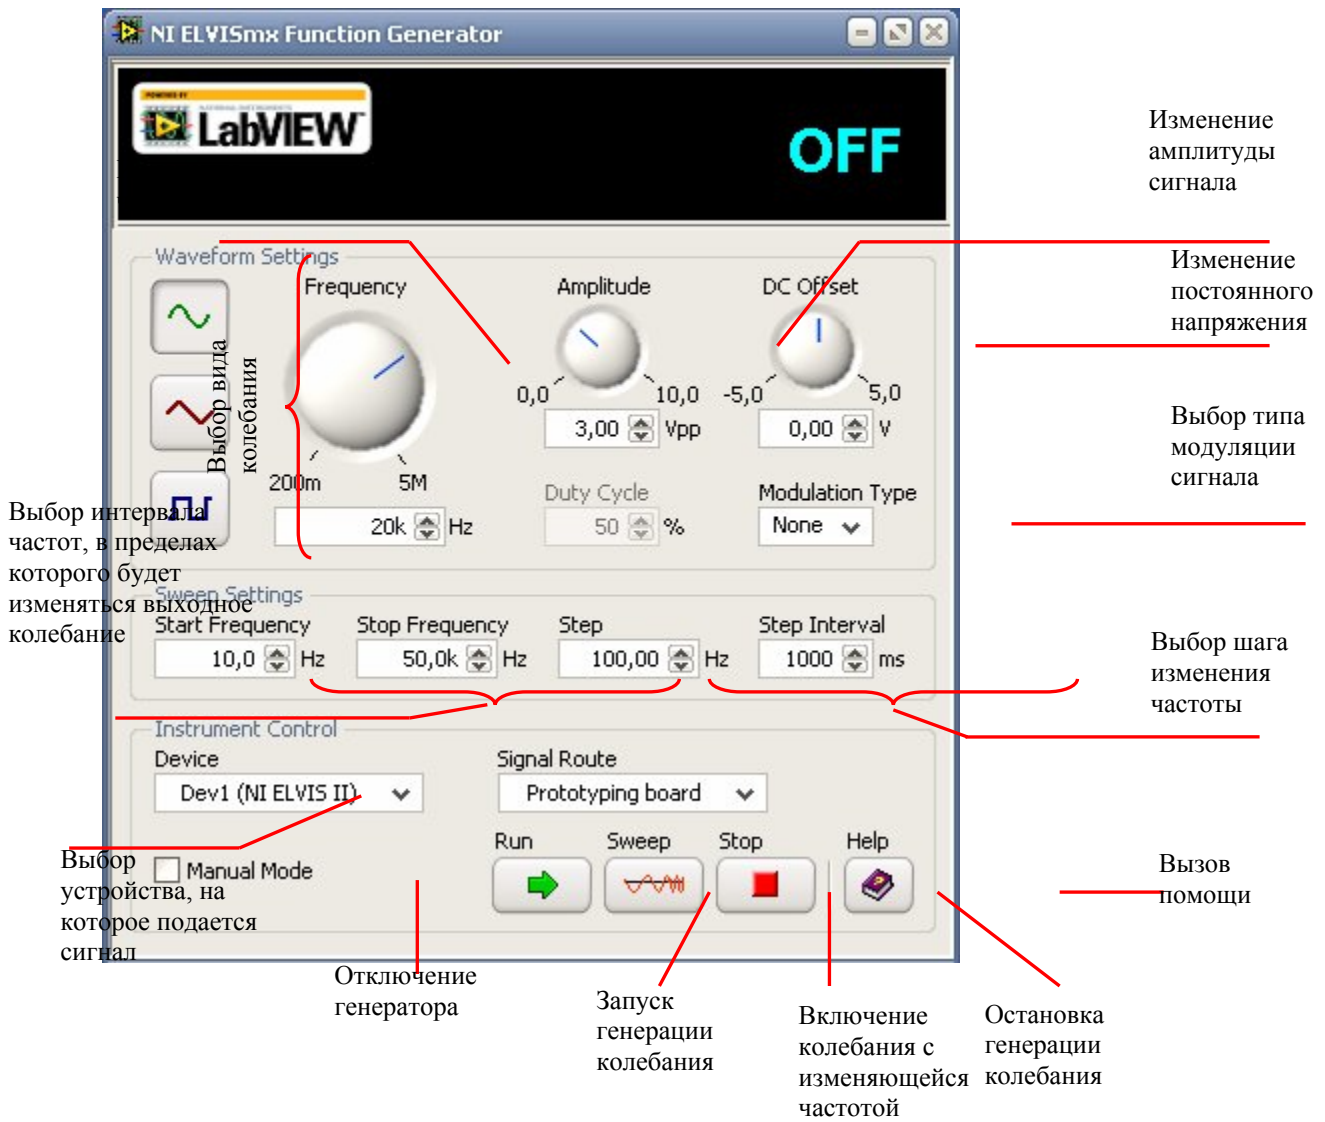 NI ELVISmx Function Generator
POWERED BY
NATIONAL INSTRUMENTS
LabVIEW
OFF
Изменение
амплитуды
сигнала
Waveform Settings
Frequency
Amplitude
DC Offset
Изменение
постоянного
напряжения
Выбор вида
колебания
0,0
10,0
-5,0
5,0
3,00
Vpp
0,00
V
Выбор типа
модуляции
сигнала
200m
5M
Duty Cycle
Modulation Type
20k
Hz
50
%
None
Выбор интервала
частот, в пределах
которого будет
изменяться выходное
колебание
Sweep Settings
Start Frequency
Stop Frequency
Step
Step Interval
10,0
Hz
50,0k
Hz
100,00
Hz
1000
ms
Выбор шага
изменения
частоты
Instrument Control
Device
Signal Route
Dev1 (NI ELVIS II)
Prototyping board
Run
Sweep
Stop
Help
Manual Mode
Выбор
устройства, на
которое подается
сигнал
Вызов
помощи
Отключение
генератора
Запуск
генерации
колебания
Включение
колебания с
изменяющейся
частотой
Остановка
генерации
колебания